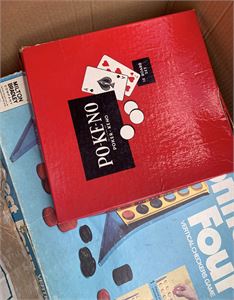 PO-KE-NO
POKER-KENO
MILTON
BRADLEY
Four
VERTICAL CHECKERS GAME